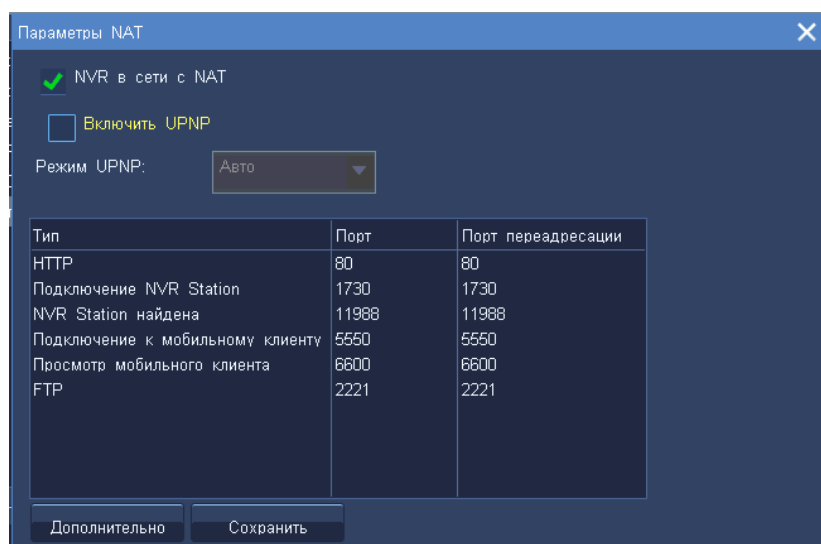 Параметры NAT
NVR в сети с NAT
Включить UPNP
Режим UPNP: Авто
Тип Порт Порт переадресации
HTTP 80 80
Подключение NVR Station 1730 1730
NVR Station найдена 11988 11988
Подключение к мобильному клиенту 5550 5550
Просмотр мобильного клиента 6600 6600
FTP 2221 2221
Дополнительно Сохранить